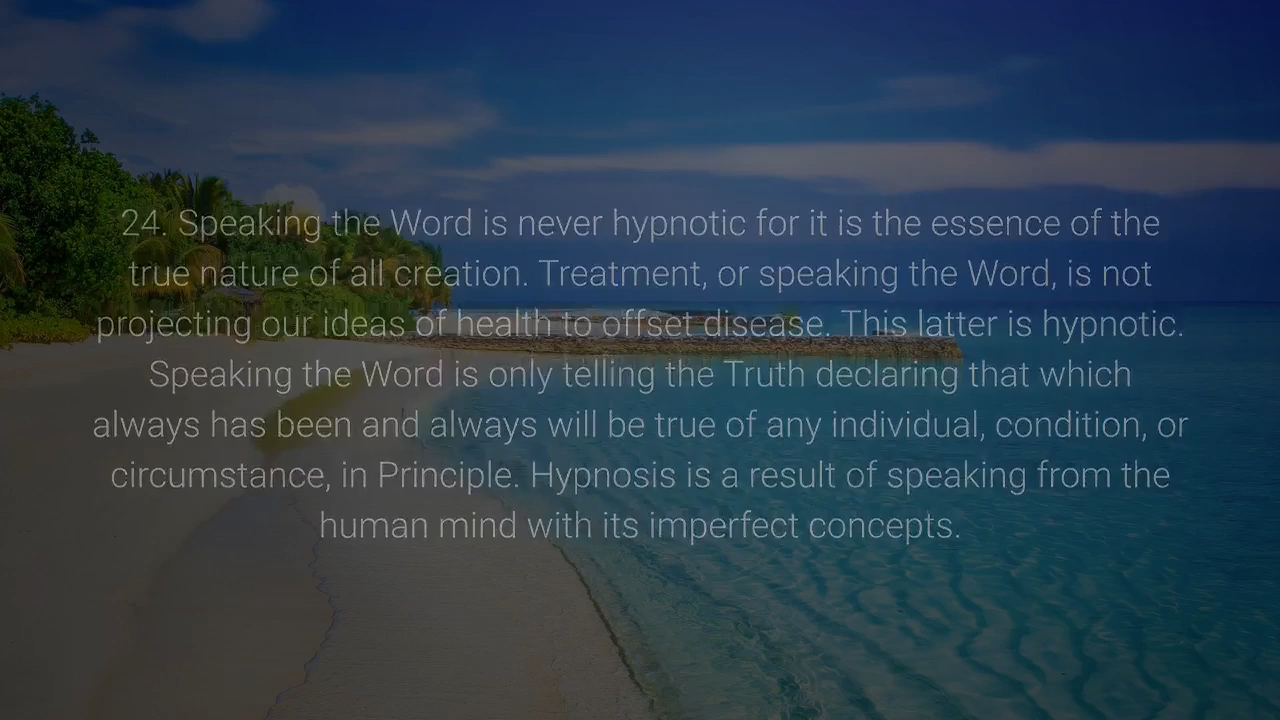 24. Speaking the Word is never hypnotic for it is the essence of the
true nature of all creation. Treatment, or speaking the Word, is not
projecting our ideas of health to offset disease. This latter is hypnotic.
Speaking the Word is only telling the Truth declaring that which
always has been and always will be true of any individual, condition, or
circumstance, in Principle. Hypnosis is a result of speaking from the
human mind with its imperfect concepts.